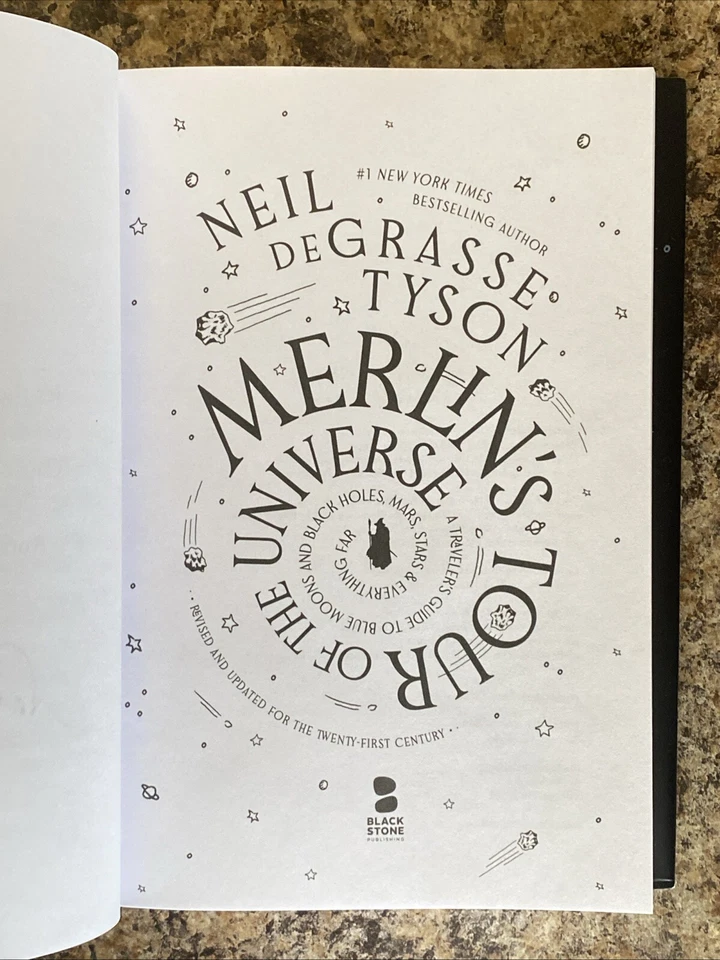 #1 NEW YORK TIMES
BESTSELLING AUTHOR
NEIL
DEGRASSE
TYSON
MERLIN'S TOUR OF THE UNIVERSE
A TRAVELER'S GUIDE TO BLUE MOONS AND BLACK HOLES, MARS, STARS & EVERYTHING FAR
• • REVISED AND UPDATED FOR THE TWENTY-FIRST CENTURY • •
BLACK
STONE
PUBLISHING